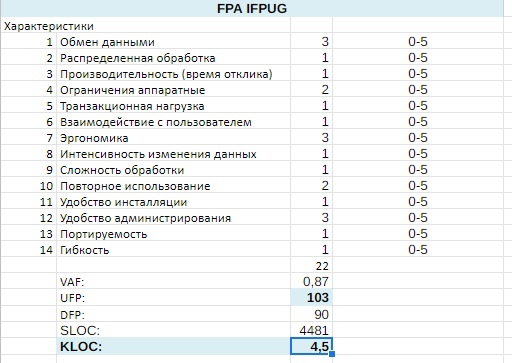 FPA IFPUG
Характеристики
1 Обмен данными 3 0-5
2 Распределенная обработка 1 0-5
3 Производительность (время отклика) 1 0-5
4 Ограничения аппаратные 2 0-5
5 Транзакционная нагрузка 1 0-5
6 Взаимодействие с пользователем 1 0-5
7 Эргономика 3 0-5
8 Интенсивность изменения данных 1 0-5
9 Сложность обработки 1 0-5
10 Повторное использование 2 0-5
11 Удобство инсталляции 1 0-5
12 Удобство администрирования 3 0-5
13 Портируемость 1 0-5
14 Гибкость 1 0-5
22
VAF: 0,87
UFP: 103
DFP: 90
SLOC: 4481
KLOC: 4,5